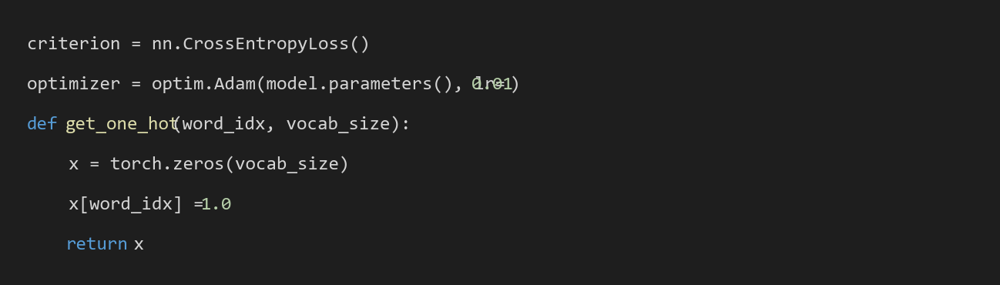 criterion = nn.CrossEntropyLoss()
optimizer = optim.Adam(model.parameters(), lr=0.01)
def get_one_hot(word_idx, vocab_size):
x = torch.zeros(vocab_size)
x[word_idx] =1.0
return x